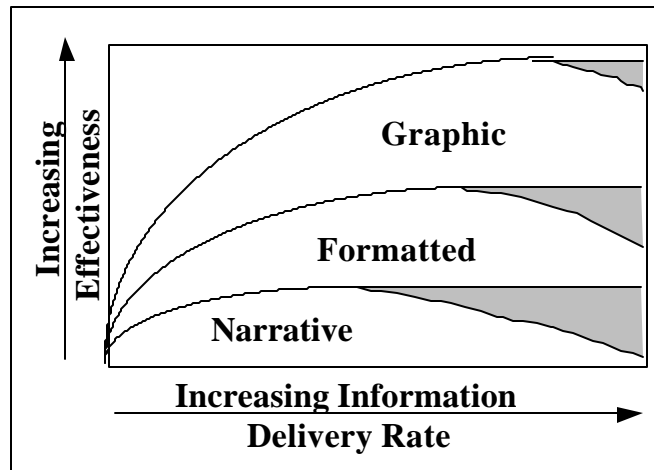 Increasing
Effectiveness
Graphic
Formatted
Narrative
Increasing Information
Delivery Rate